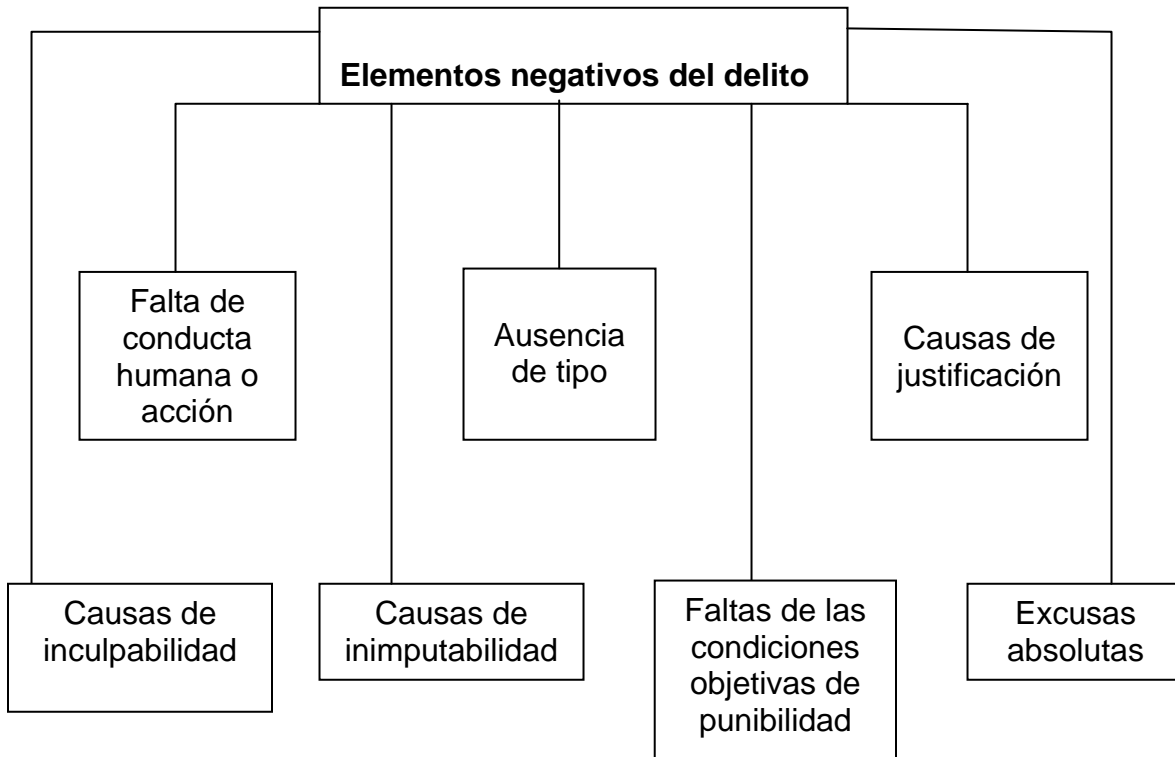 Elementos negativos del delito
Falta de
conducta
humana o
acción
Ausencia
de tipo
Causas de
justificación
Causas de
inculpabilidad
Causas de
inimputabilidad
Faltas de las
condiciones
objetivas de
punibilidad
Excusas
absolutas